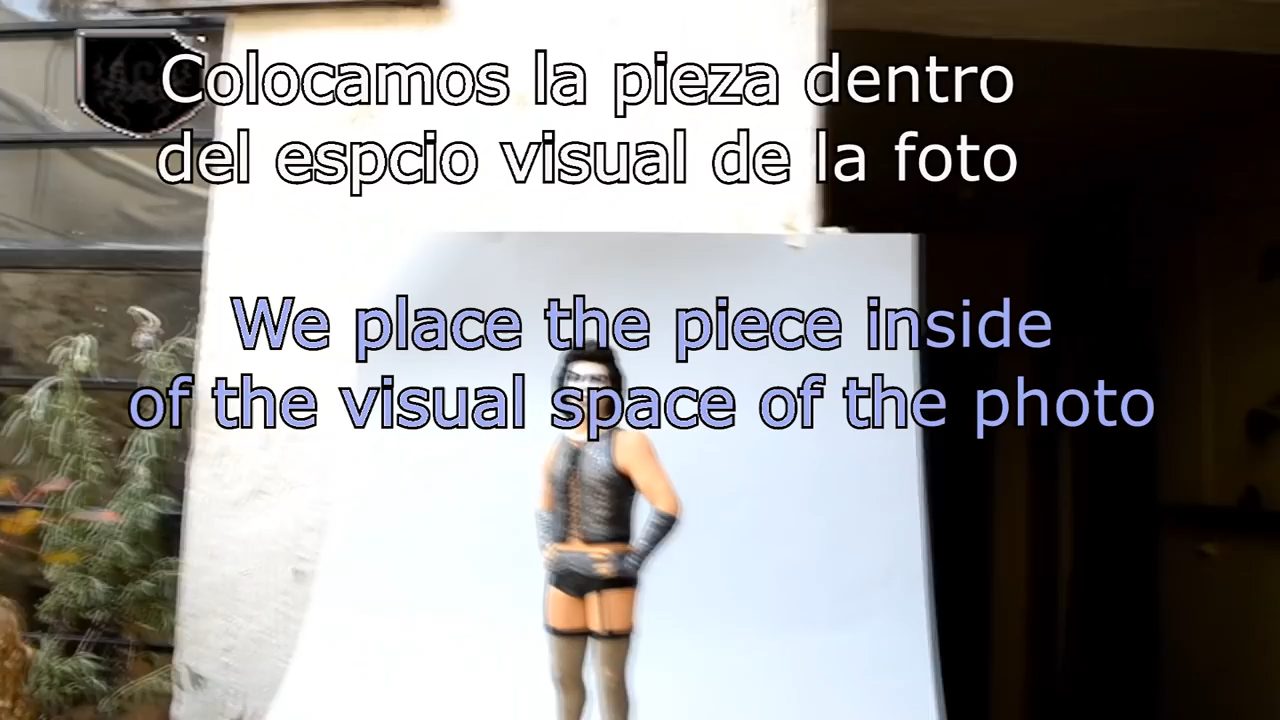 Colocamos la pieza dentro
del espcio visual de la foto
We place the piece inside
of the visual space of the photo